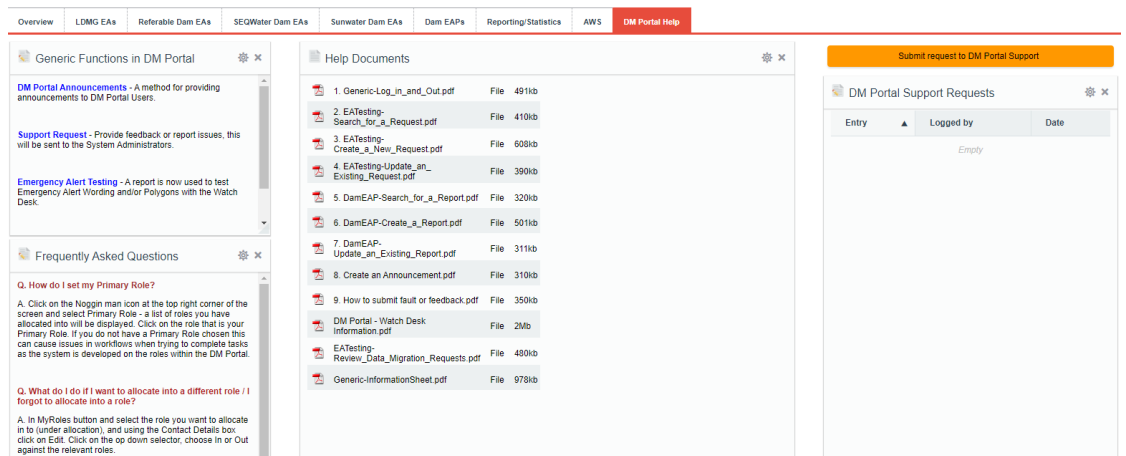 Overview LDMG EAs Referable Dam EAs SEQWater Dam EAs Sunwater Dam EAs Dam EAPs Reporting/Statistics AWS DM Portal Help
Generic Functions in DM Portal
DM Portal Announcements - A method for providing
announcements to DM Portal Users.
Support Request - Provide feedback or report issues, this
will be sent to the System Administrators.
Emergency Alert Testing - A report is now used to test
Emergency Alert Wording and/or Polygons with the Watch
Desk.
Frequently Asked Questions
Q. How do I set my Primary Role?
A. Click on the Noggin man icon at the top right corner of the
screen and select Primary Role - a list of roles you have
allocated into will be displayed. Click on the role that is your
Primary Role. If you do not have a Primary Role chosen this
can cause issues in workflows when trying to complete tasks
as the system is developed on the roles within the DM Portal.
Q. What do I do if I want to allocate into a different role / I
forgot to allocate into a role?
A. In MyRoles button and select the role you want to allocate
in to (under allocation), and using the Contact Details box
click on Edit. Click on the op down selector, choose In or Out
against the relevant roles.
Help Documents
1. Generic-Log_in_and_Out.pdf File 491kb
2. EATesting-
Search_for_a_Request.pdf File 410kb
3. EATesting-
Create_a_New_Request.pdf File 608kb
4. EATesting-Update_an_
Existing_Request.pdf File 390kb
5. DamEAP-Search_for_a_Report.pdf File 320kb
6. DamEAP-Create_a_Report.pdf File 501kb
7. DamEAP-
Update_an_Existing_Report.pdf File 311kb
8. Create an Announcement.pdf File 310kb
9. How to submit fault or feedback.pdf File 350kb
DM Portal - Watch Desk
Information.pdf File 2Mb
EATesting-
Review_Data_Migration_Requests.pdf File 480kb
Generic-InformationSheet.pdf File 978kb
Submit request to DM Portal Support
DM Portal Support Requests
Entry Logged by Date
Empty